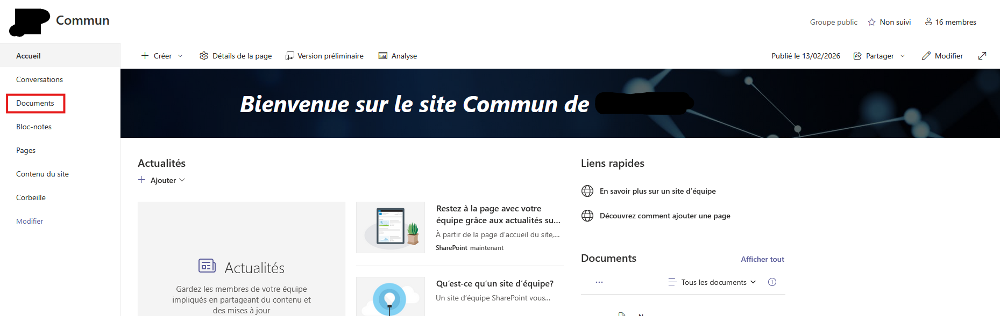 Commun
Groupe public
Non suivi
16 membres
Accueil
Conversations
Documents
Bloc-notes
Pages
Contenu du site
Corbeille
Modifier
Créer
Détails de la page
Version préliminaire
Analyse
Publié le 13/02/2026
Partager
Modifier
Bienvenue sur le site Commun de
Actualités
Ajouter
Actualités
Gardez les membres de votre équipe
impliqués en partageant du contenu et
des mises à jour
Restez à la page avec votre
équipe grâce aux actualités su...
À partir de la page d’accueil du site,...
SharePoint maintenant
Qu’est-ce qu’un site d’équipe?
Un site d’équipe SharePoint vous...
Liens rapides
En savoir plus sur un site d’équipe
Découvrez comment ajouter une page
Documents
Afficher tout
...
Tous les documents